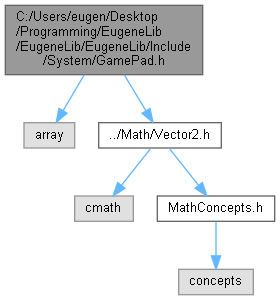 C:/Users/eugen/Desktop
/Programming/EugeneLib
/EugeneLib/EugeneLib/Include
/System/GamePad.h
array
../Math/Vector2.h
cmath
MathConcepts.h
concepts